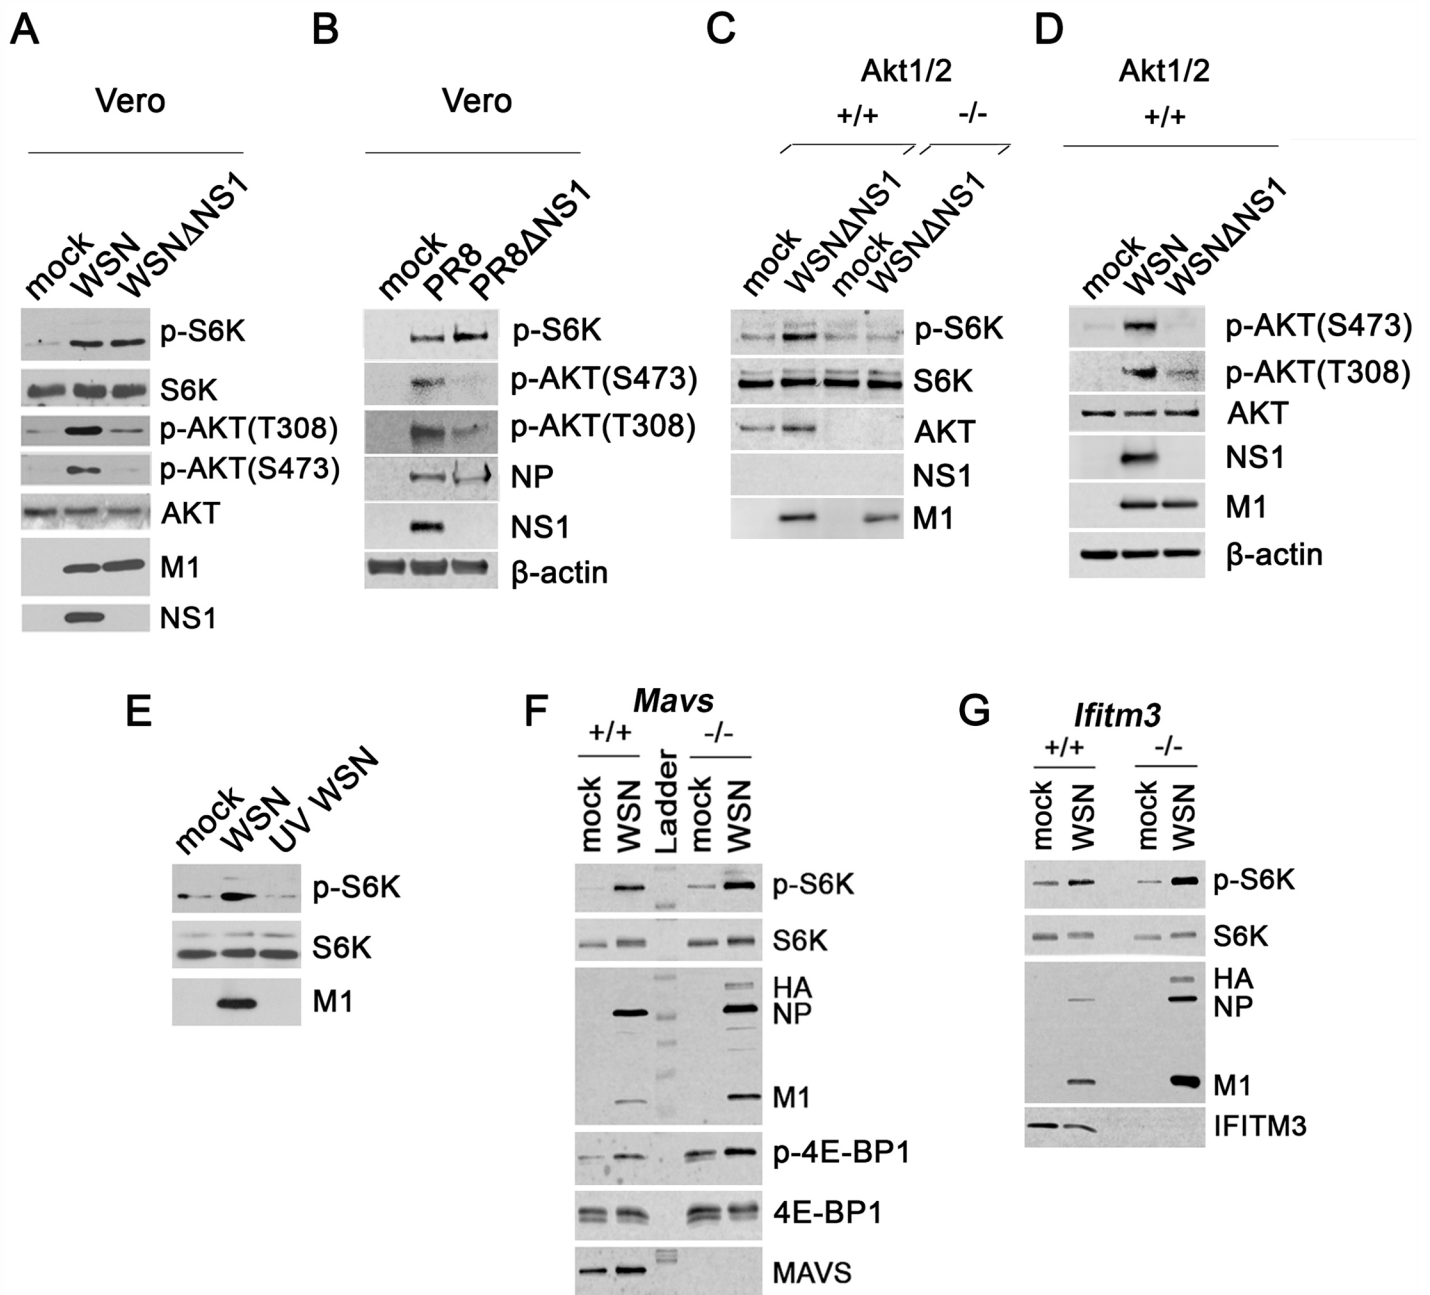 A
Vero
mock
WSN
WSNΔNS1
p-S6K
S6K
p-AKT(T308)
p-AKT(S473)
AKT
M1
NS1
B
Vero
mock
PR8
PR8ΔNS1
p-S6K
p-AKT(S473)
p-AKT(T308)
NP
NS1
β-actin
C
Akt1/2
+/+
-/-
mock
WSNΔNS1
mock
WSNΔNS1
p-S6K
S6K
AKT
NS1
M1
D
Akt1/2
+/+
mock
WSN
WSNΔNS1
p-AKT(S473)
p-AKT(T308)
AKT
NS1
M1
β-actin
E
mock
WSN
UV WSN
p-S6K
S6K
M1
F
Mavs
+/+
-/-
mock
WSN
Ladder
mock
WSN
p-S6K
S6K
HA
NP
M1
p-4E-BP1
4E-BP1
MAVS
G
Ifitm3
+/+
-/-
mock
WSN
mock
WSN
p-S6K
S6K
HA
NP
M1
IFITM3